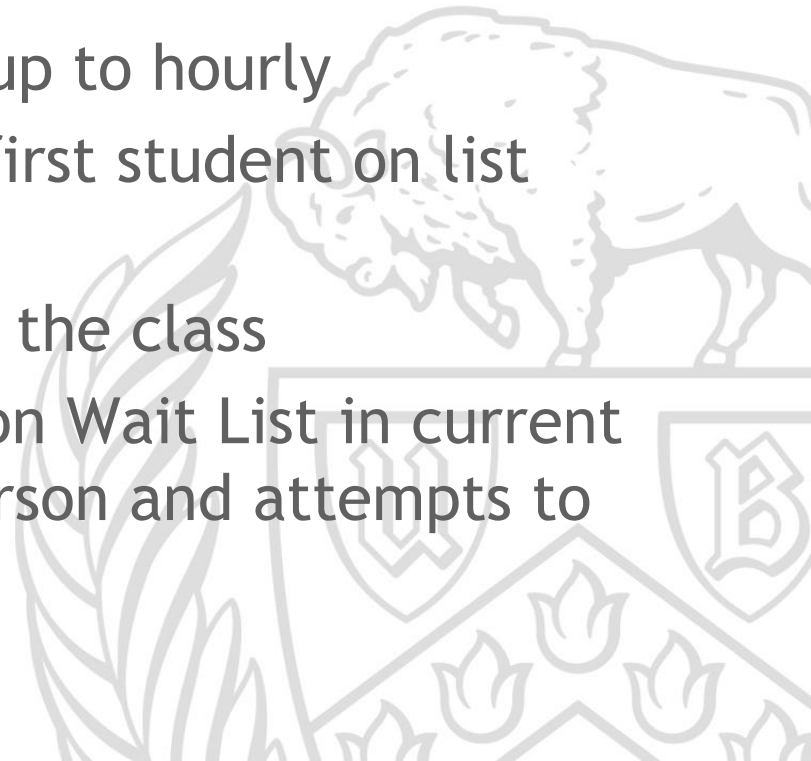 up to hourly
first student on list
the class
on Wait List in current
rson and attempts to
U B